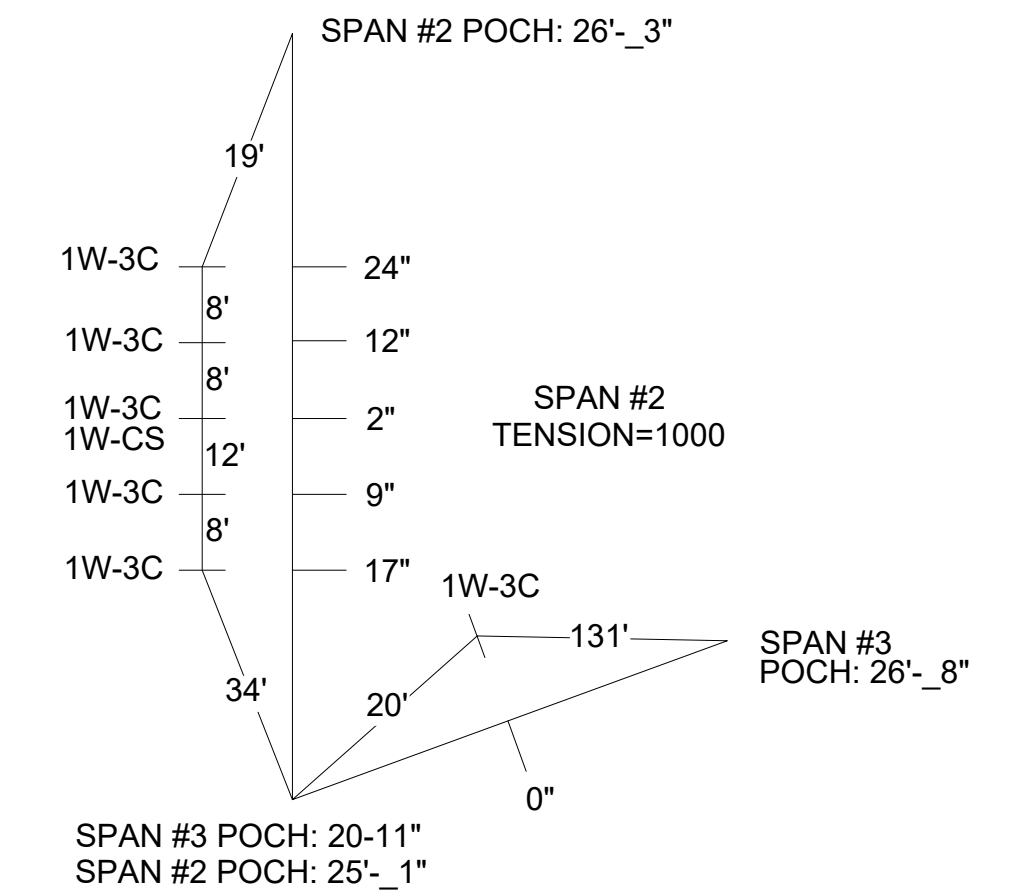 SPAN #2 POCH: 26'-_3"
19'
1W-3C
24"
8'
1W-3C
12"
8'
1W-3C
1W-CS
2"
SPAN #2
TENSION=1000
12'
1W-3C
9"
8'
1W-3C
17"
1W-3C
131'
SPAN #3
POCH: 26'-_8"
34'
20'
0"
SPAN #3 POCH: 20-11"
SPAN #2 POCH: 25'-_1"